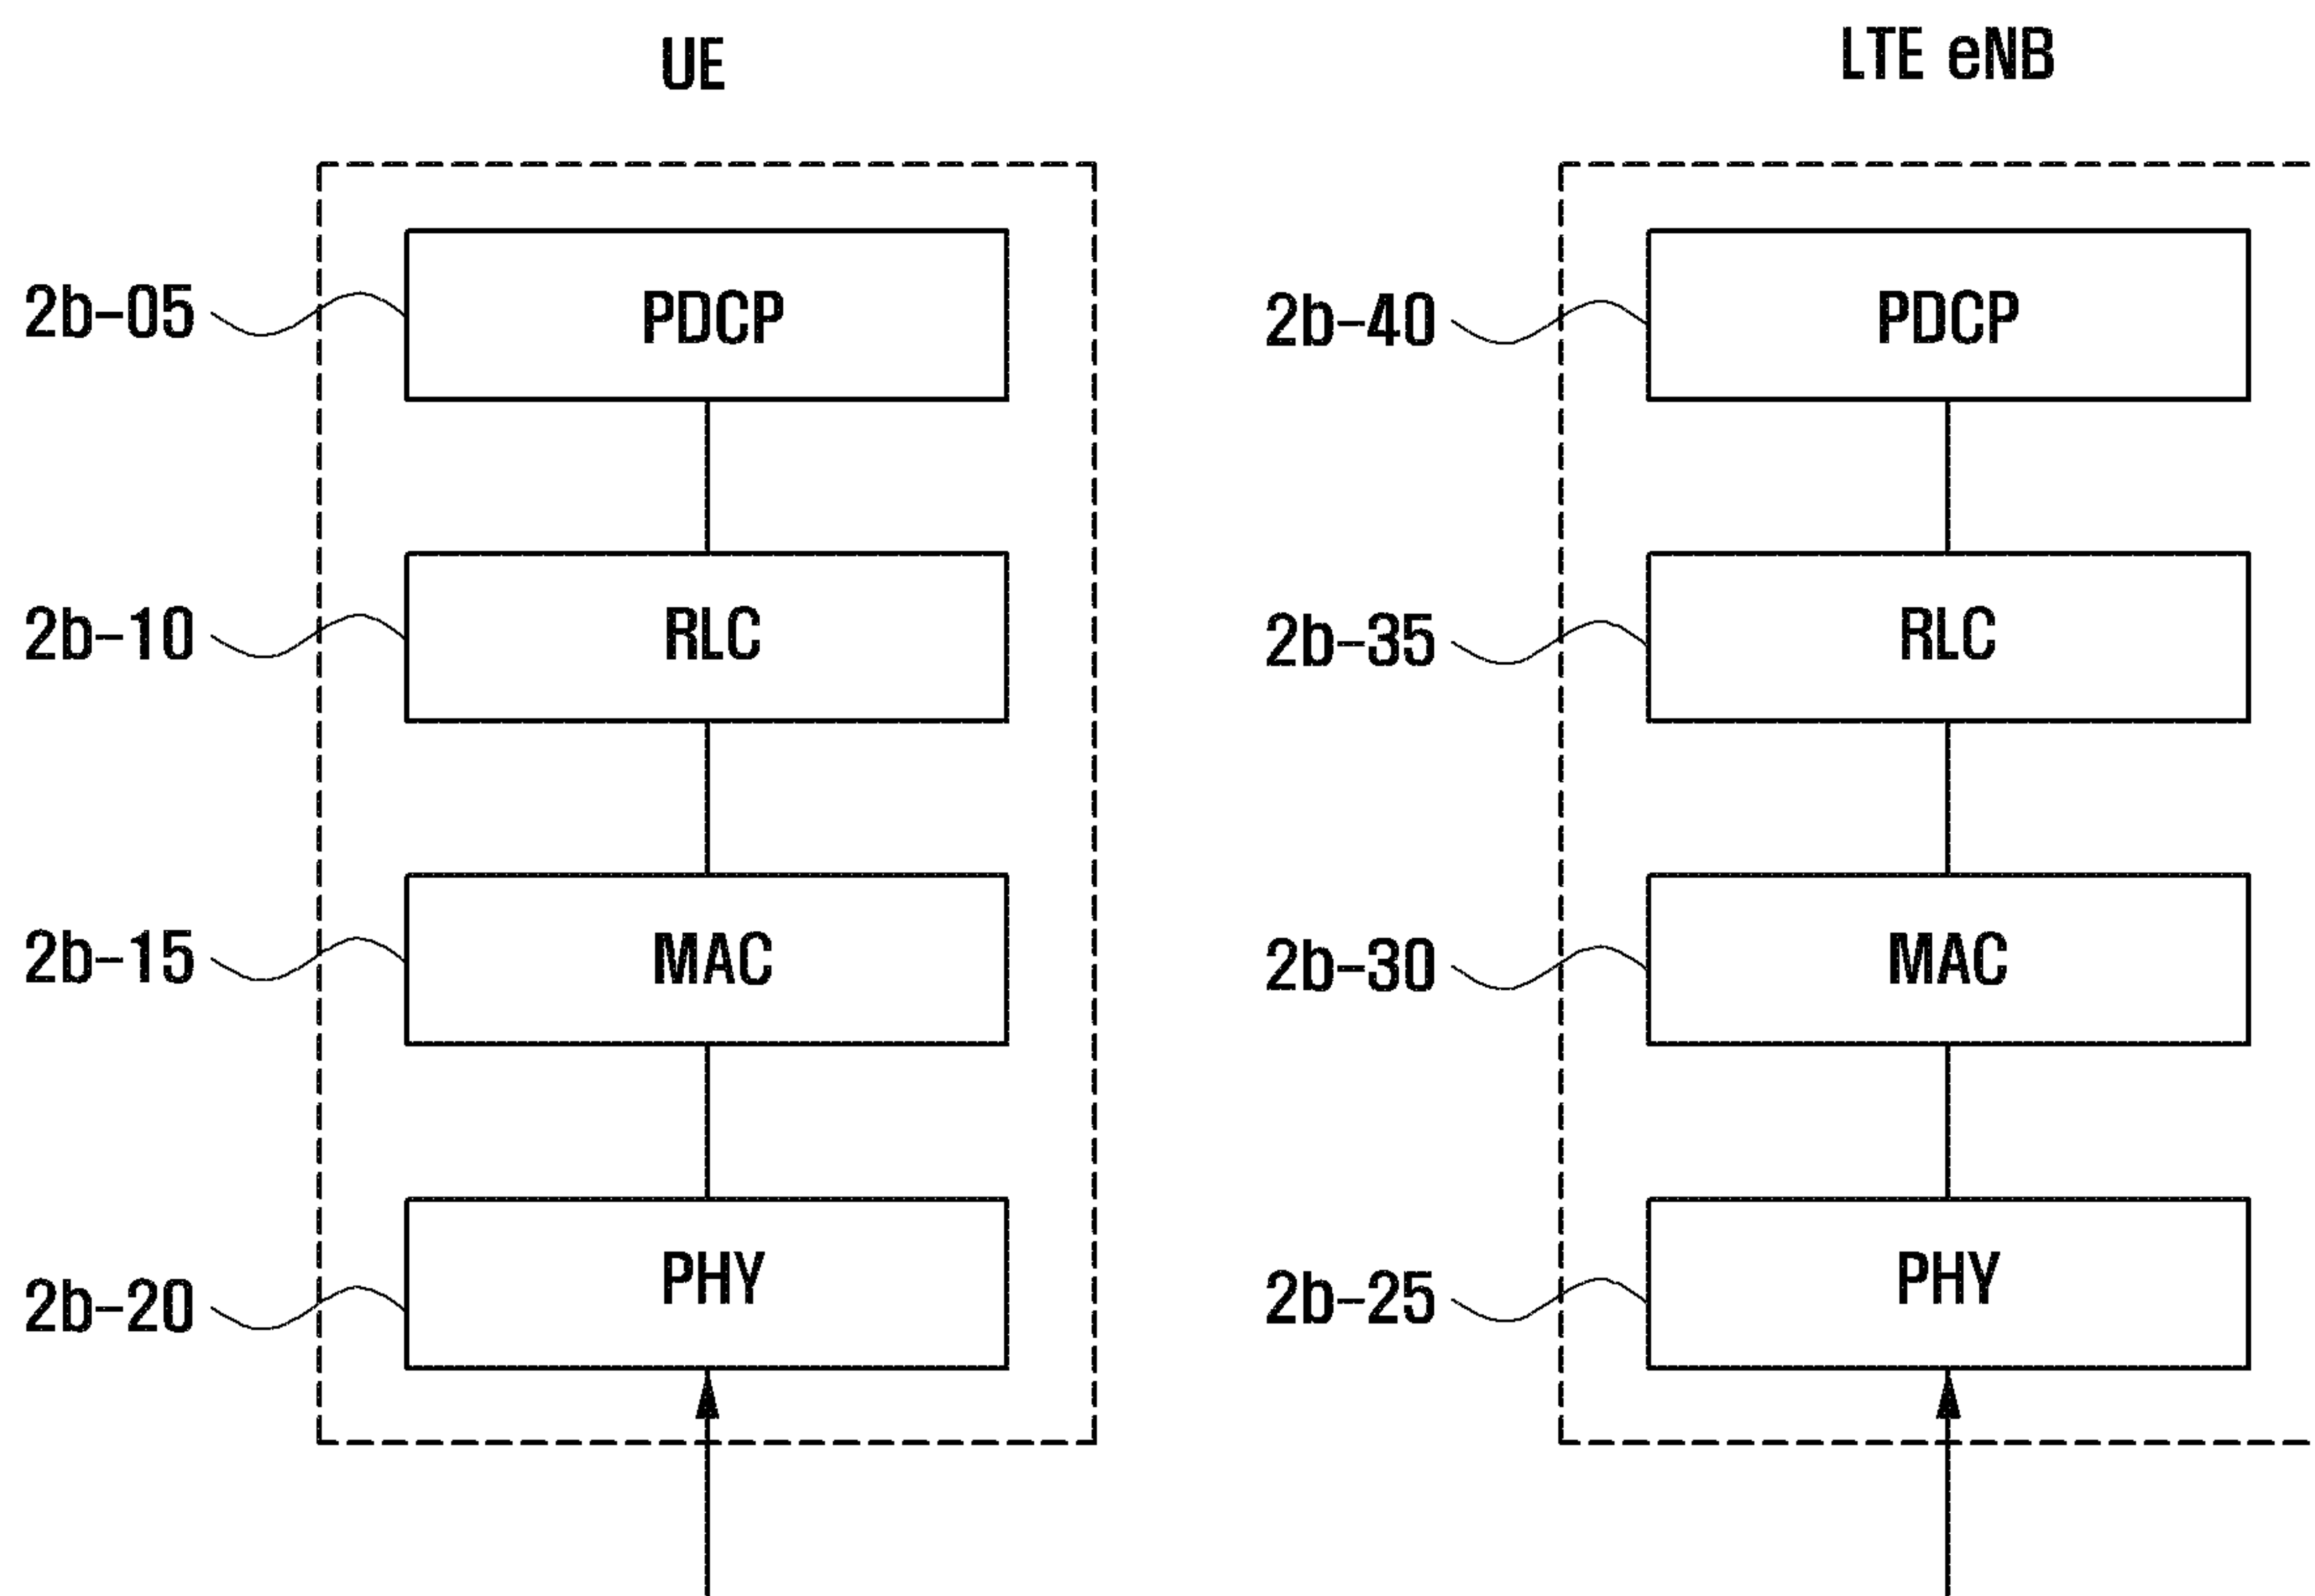 UE
LTE eNB
2b-05
PDCP
2b-40
PDCP
2b-10
RLC
2b-35
RLC
2b-15
MAC
2b-30
MAC
2b-20
PHY
2b-25
PHY